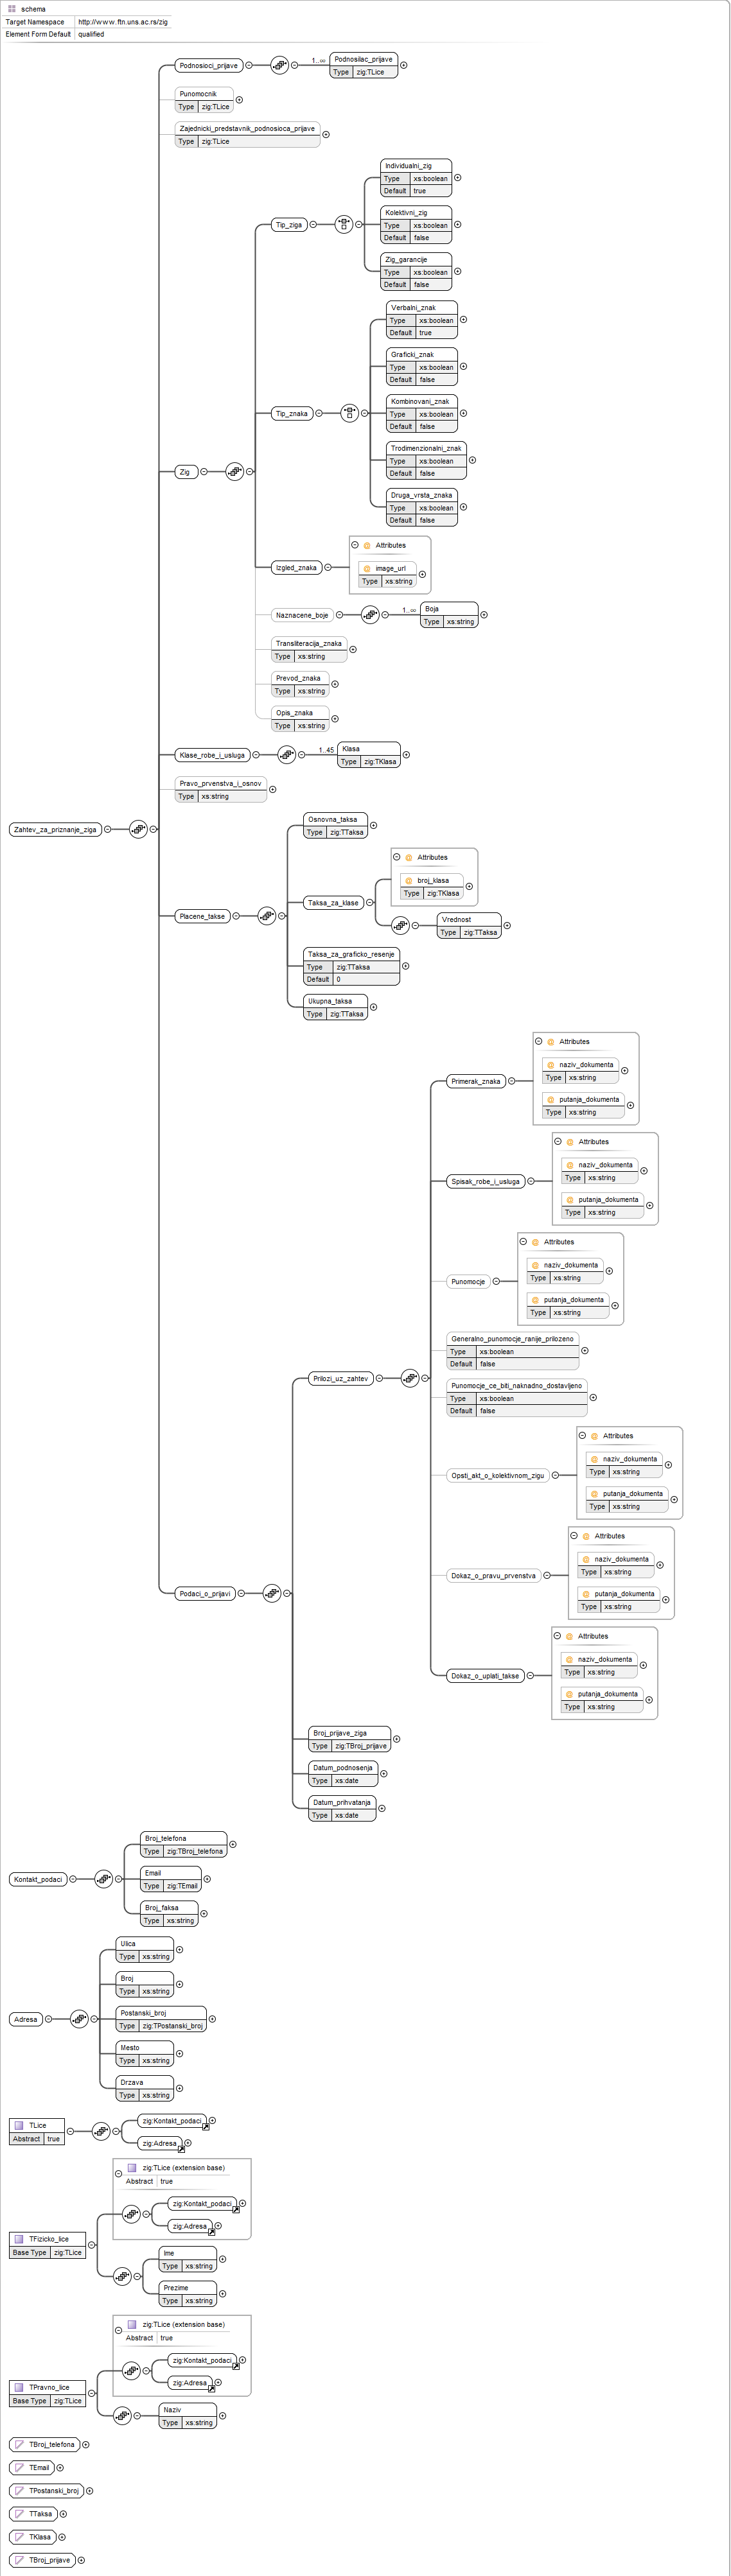 schema
Target Namespace http://www.ftn.uns.ac.rs/zig
Element Form Default qualified
Podnosioci_prijave
1..∞
Podnosilac_prijave
Type zig:TLice
Punomocnik
Type zig:TLice
Zajednicki_predstavnik_podnosioca_prijave
Type zig:TLice
Individualni_zig
Type xs:boolean
Default true
Kolektivni_zig
Type xs:boolean
Default false
Tip_ziga
Zig_garancije
Type xs:boolean
Default false
Verbalni_znak
Type xs:boolean
Default true
Graficki_znak
Type xs:boolean
Default false
Kombinovani_znak
Type xs:boolean
Default false
Tip_znaka
Trodimenzionalni_znak
Type xs:boolean
Default false
Zig
Druga_vrsta_znaka
Type xs:boolean
Default false
@ Attributes
Izgled_znaka
@ image_url
Type xs:string
Naznacene_boje
1..∞
Boja
Type xs:string
Transliteracija_znaka
Type xs:string
Prevod_znaka
Type xs:string
Opis_znaka
Type xs:string
Klase_robe_i_usluga
1..45
Klasa
Type zig:TKlasa
Pravo_prvenstva_i_osnov
Type xs:string
Zahtev_za_priznanje_ziga
Osnovna_taksa
Type zig:TTaksa
@ Attributes
@ broj_klasa
Type zig:TKlasa
Taksa_za_klase
Placene_takse
Vrednost
Type zig:TTaksa
Taksa_za_graficko_resenje
Type zig:TTaksa
Default 0
Ukupna_taksa
Type zig:TTaksa
@ Attributes
@ naziv_dokumenta
Type xs:string
Primerak_znaka
@ putanja_dokumenta
Type xs:string
@ Attributes
@ naziv_dokumenta
Type xs:string
Spisak_robe_i_usluga
@ putanja_dokumenta
Type xs:string
@ Attributes
@ naziv_dokumenta
Type xs:string
Punomocje
@ putanja_dokumenta
Type xs:string
Generalno_punomocje_ranije_prilozeno
Type xs:boolean
Default false
Prilozi_uz_zahtev
Punomocje_ce_biti_naknadno_dostavljeno
Type xs:boolean
Default false
@ Attributes
@ naziv_dokumenta
Type xs:string
Opsti_akt_o_kolektivnom_zigu
@ putanja_dokumenta
Type xs:string
@ Attributes
@ naziv_dokumenta
Type xs:string
Dokaz_o_pravu_prvenstva
@ putanja_dokumenta
Type xs:string
Podaci_o_prijavi
@ Attributes
@ naziv_dokumenta
Type xs:string
Dokaz_o_uplati_takse
@ putanja_dokumenta
Type xs:string
Broj_prijave_ziga
Type zig:TBroj_prijave
Datum_podnosenja
Type xs:date
Datum_prihvatanja
Type xs:date
Broj_telefona
Type zig:TBroj_telefona
Kontakt_podaci
Email
Type zig:TEmail
Broj_faksa
Type xs:string
Ulica
Type xs:string
Broj
Type xs:string
Adresa
Postanski_broj
Type zig:TPostanski_broj
Mesto
Type xs:string
Drzava
Type xs:string
TLice
Abstract true
zig:Kontakt_podaci
zig:Adresa
zig:TLice (extension base)
Abstract true
zig:Kontakt_podaci
zig:Adresa
TFizicko_lice
Base Type zig:TLice
Ime
Type xs:string
Prezime
Type xs:string
zig:TLice (extension base)
Abstract true
zig:Kontakt_podaci
zig:Adresa
TPravno_lice
Base Type zig:TLice
Naziv
Type xs:string
TBroj_telefona
TEmail
TPostanski_broj
TTaksa
TKlasa
TBroj_prijave